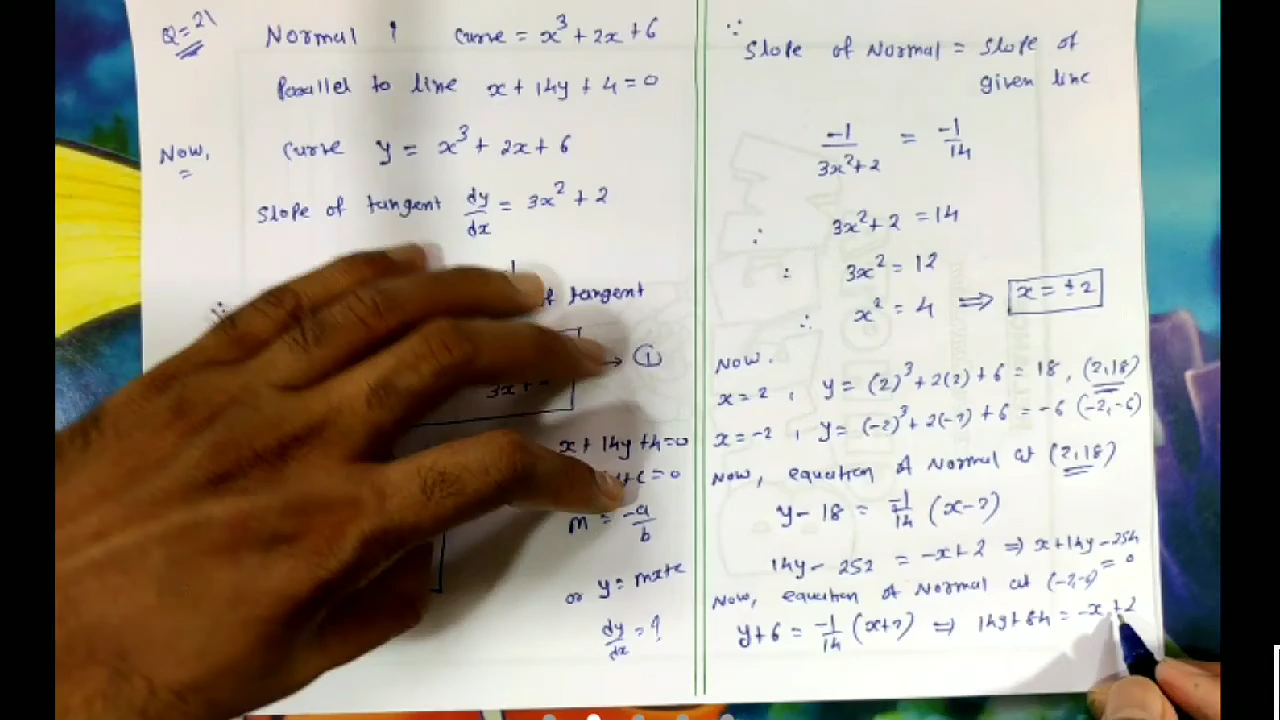 Q=21 Normal ? Curve = x³+2x+6
Parallel to line x+14y+4=0
Now, Curve y = x³+2x+6
Slope of tangent dy/dx = 3x²+2
∴
of tangent
→ ①
x+14y+4=0
+c=0
m = -a/b
or y=mx+c
dy/dx = ?
∵ Slope of Normal = Slope of
given line
-1/(3x²+2) = -1/14
∴ 3x²+2 = 14
: 3x² = 12
∴ x² = 4 ⇒ x = ±2
Now.
x=2, y= (2)³+2(2)+6 = 18, (2,18)
x=-2, y= (-2)³+2(-2)+6 = -6 (-2,-6)
Now, equation of Normal at (2,18)
y-18 = -1/14 (x-2)
14y-252 = -x+2 ⇒ x+14y-254
= 0
Now, equation of Normal at (-2,-6)
y+6 = -1/14 (x+2) ⇒ 14y+84 = -x+2